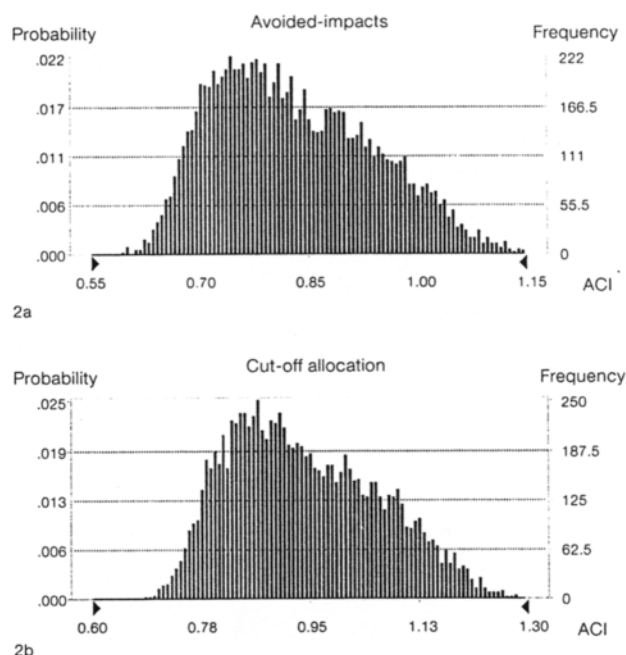 Avoided-impacts
Probability Frequency
.022 222
.017 166.5
.011 111
.006 55.5
.000 0
0.55 0.70 0.85 1.00 1.15 ACI
2a
Cut-off allocation
Probability Frequency
.025 250
.019 187.5
.013 125
.006 62.5
.000 0
0.60 0.78 0.95 1.13 1.30 ACI
2b